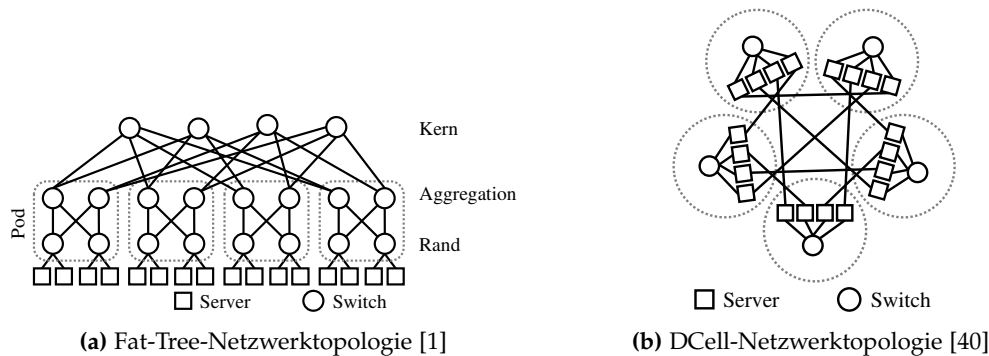 Kern
Aggregation
Pod
Rand
Server Switch
(a) Fat-Tree-Netzwerktopologie [1]
Server Switch
(b) DCell-Netzwerktopologie [40]